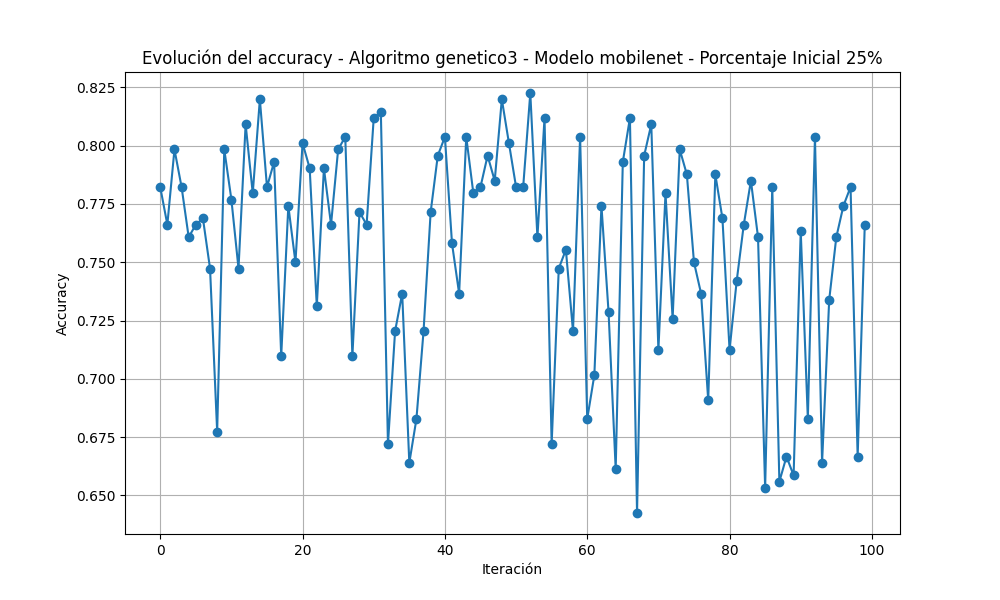 Evolución del accuracy - Algoritmo genetico3 - Modelo mobilenet - Porcentaje Inicial 25%
0.825
0.800
0.775
0.750
0.725
0.700
0.675
0.650
Accuracy
0 20 40 60 80 100
Iteración